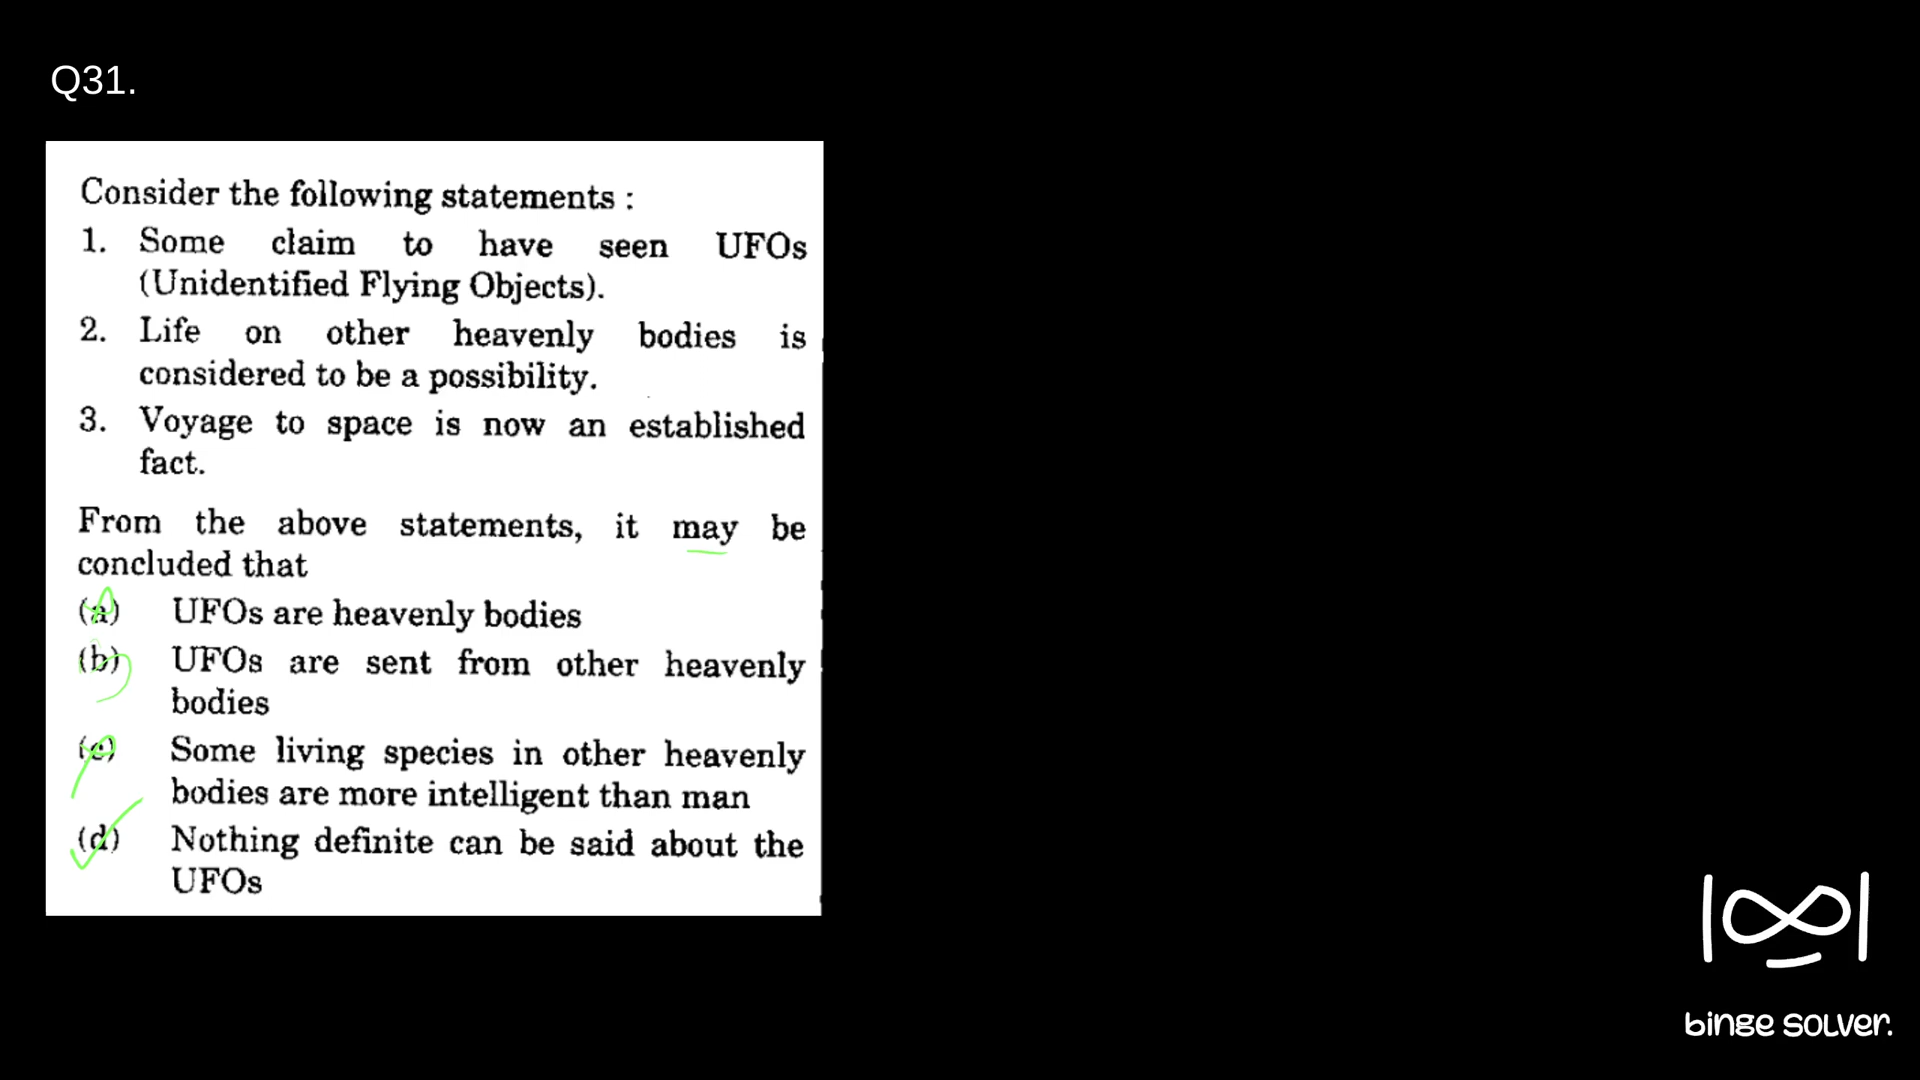 Q31.
Consider the following statements :
1. Some claim to have seen UFOs
(Unidentified Flying Objects).
2. Life on other heavenly bodies is
considered to be a possibility.
3. Voyage to space is now an established
fact.
From the above statements, it may be
concluded that
(a) UFOs are heavenly bodies
(b) UFOs are sent from other heavenly
bodies
(c) Some living species in other heavenly
bodies are more intelligent than man
(d) Nothing definite can be said about the
UFOs
binge solver.